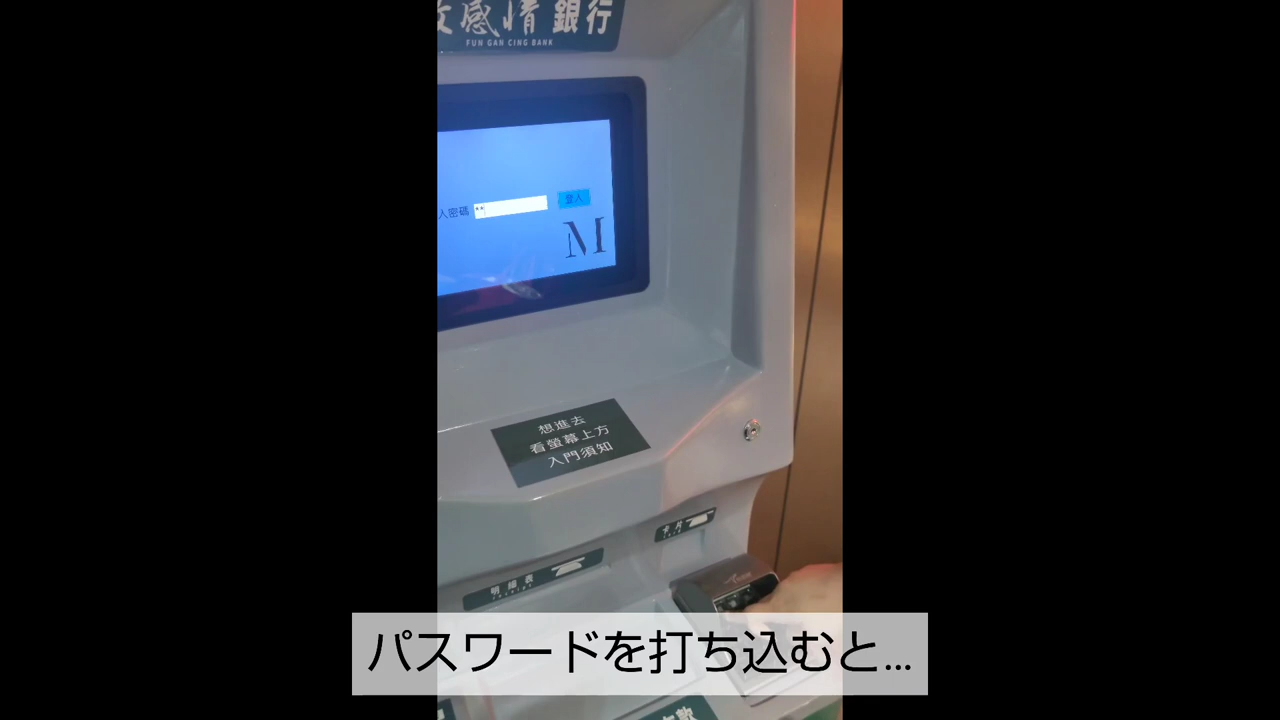 感情 銀行
FUN GAN CING BANK
入密碼 ** 登入
M
想進去
看螢幕上方
入門須知
卡片
明細表
パスワードを打ち込むと...